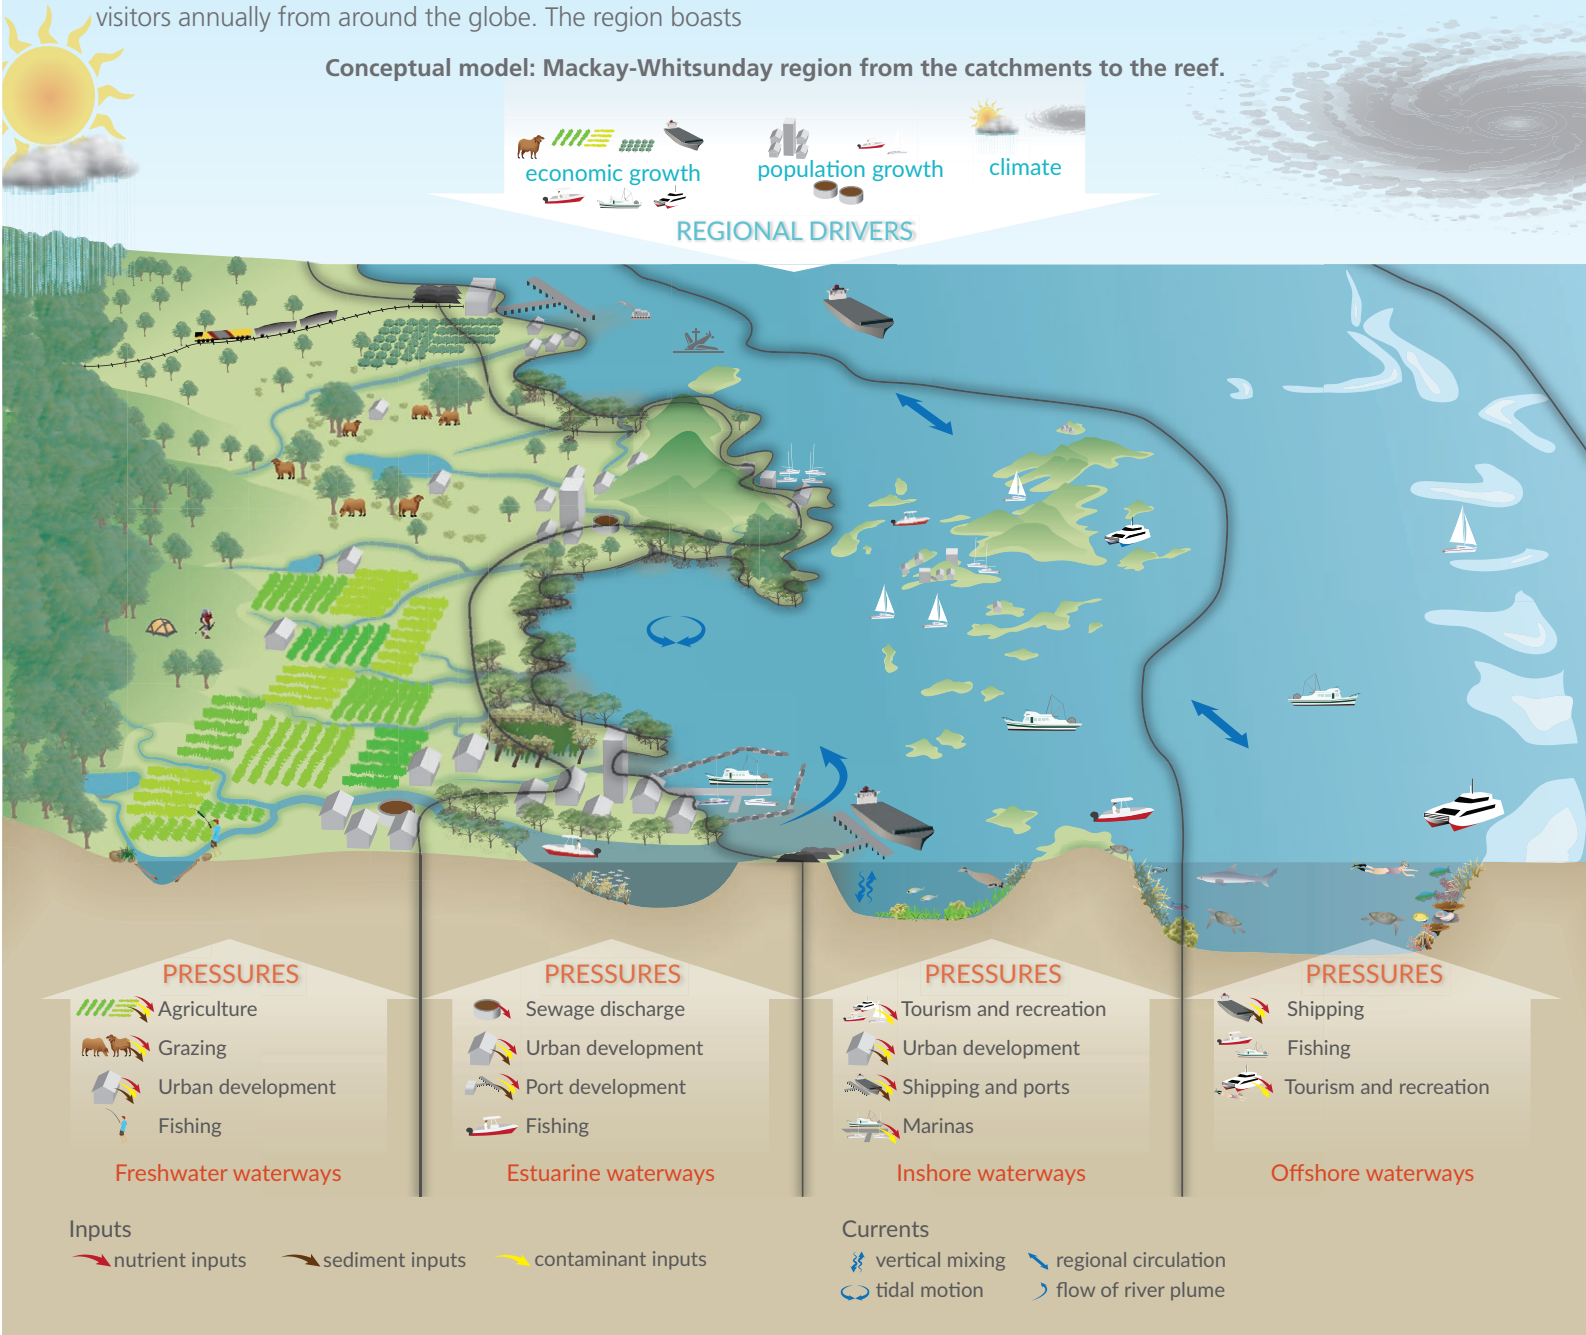 visitors annually from around the globe. The region boasts
Conceptual model: Mackay-Whitsunday region from the catchments to the reef.
economic growth
population growth
climate
REGIONAL DRIVERS
PRESSURES
Agriculture
Grazing
Urban development
Fishing
Freshwater waterways
PRESSURES
Sewage discharge
Urban development
Port development
Fishing
Estuarine waterways
PRESSURES
Tourism and recreation
Urban development
Shipping and ports
Marinas
Inshore waterways
PRESSURES
Shipping
Fishing
Tourism and recreation
Offshore waterways
Inputs
nutrient inputs
sediment inputs
contaminant inputs
Currents
vertical mixing
regional circulation
tidal motion
flow of river plume